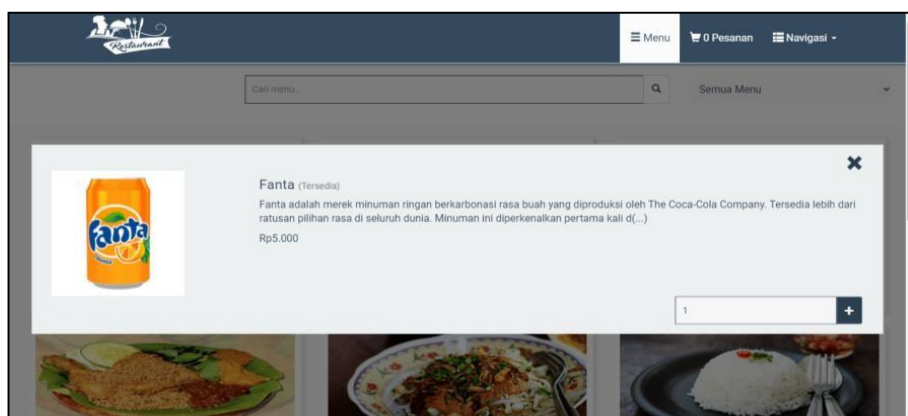 Restaurant
Menu
0 Pesanan
Navigasi
Cari menu..
Semua Menu
Fanta (Tersedia)
Fanta adalah merek minuman ringan berkarbonasi rasa buah yang diproduksi oleh The Coca-Cola Company. Tersedia lebih dari
ratusan pilihan rasa di seluruh dunia. Minuman ini diperkenalkan pertama kali d(...)
Rp5.000
Fanta
1